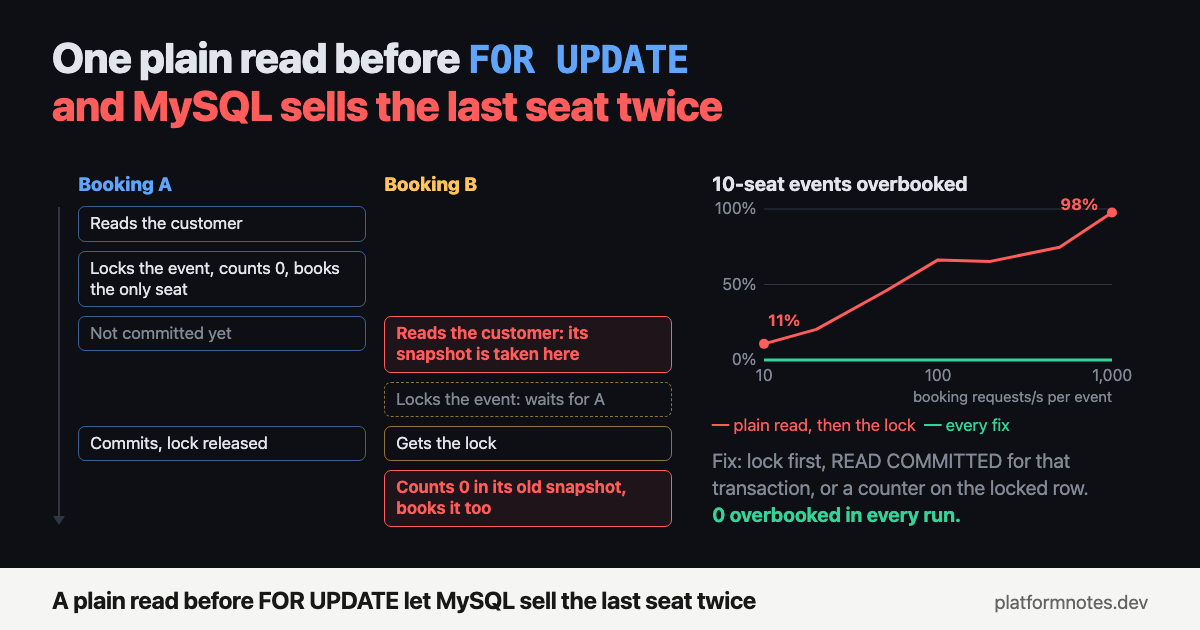 One plain read before FOR UPDATE
and MySQL sells the last seat twice
Booking A
Reads the customer
Locks the event, counts 0, books
the only seat
Not committed yet
Commits, lock released
Booking B
Reads the customer: its
snapshot is taken here
Locks the event: waits for A
Gets the lock
Counts 0 in its old snapshot,
books it too
10-seat events overbooked
100%
98%
50%
11%
0%
10
100
1,000
booking requests/s per event
plain read, then the lock
every fix
Fix: lock first, READ COMMITTED for that
transaction, or a counter on the locked row.
0 overbooked in every run.
A plain read before FOR UPDATE let MySQL sell the last seat twice
platformnotes.dev